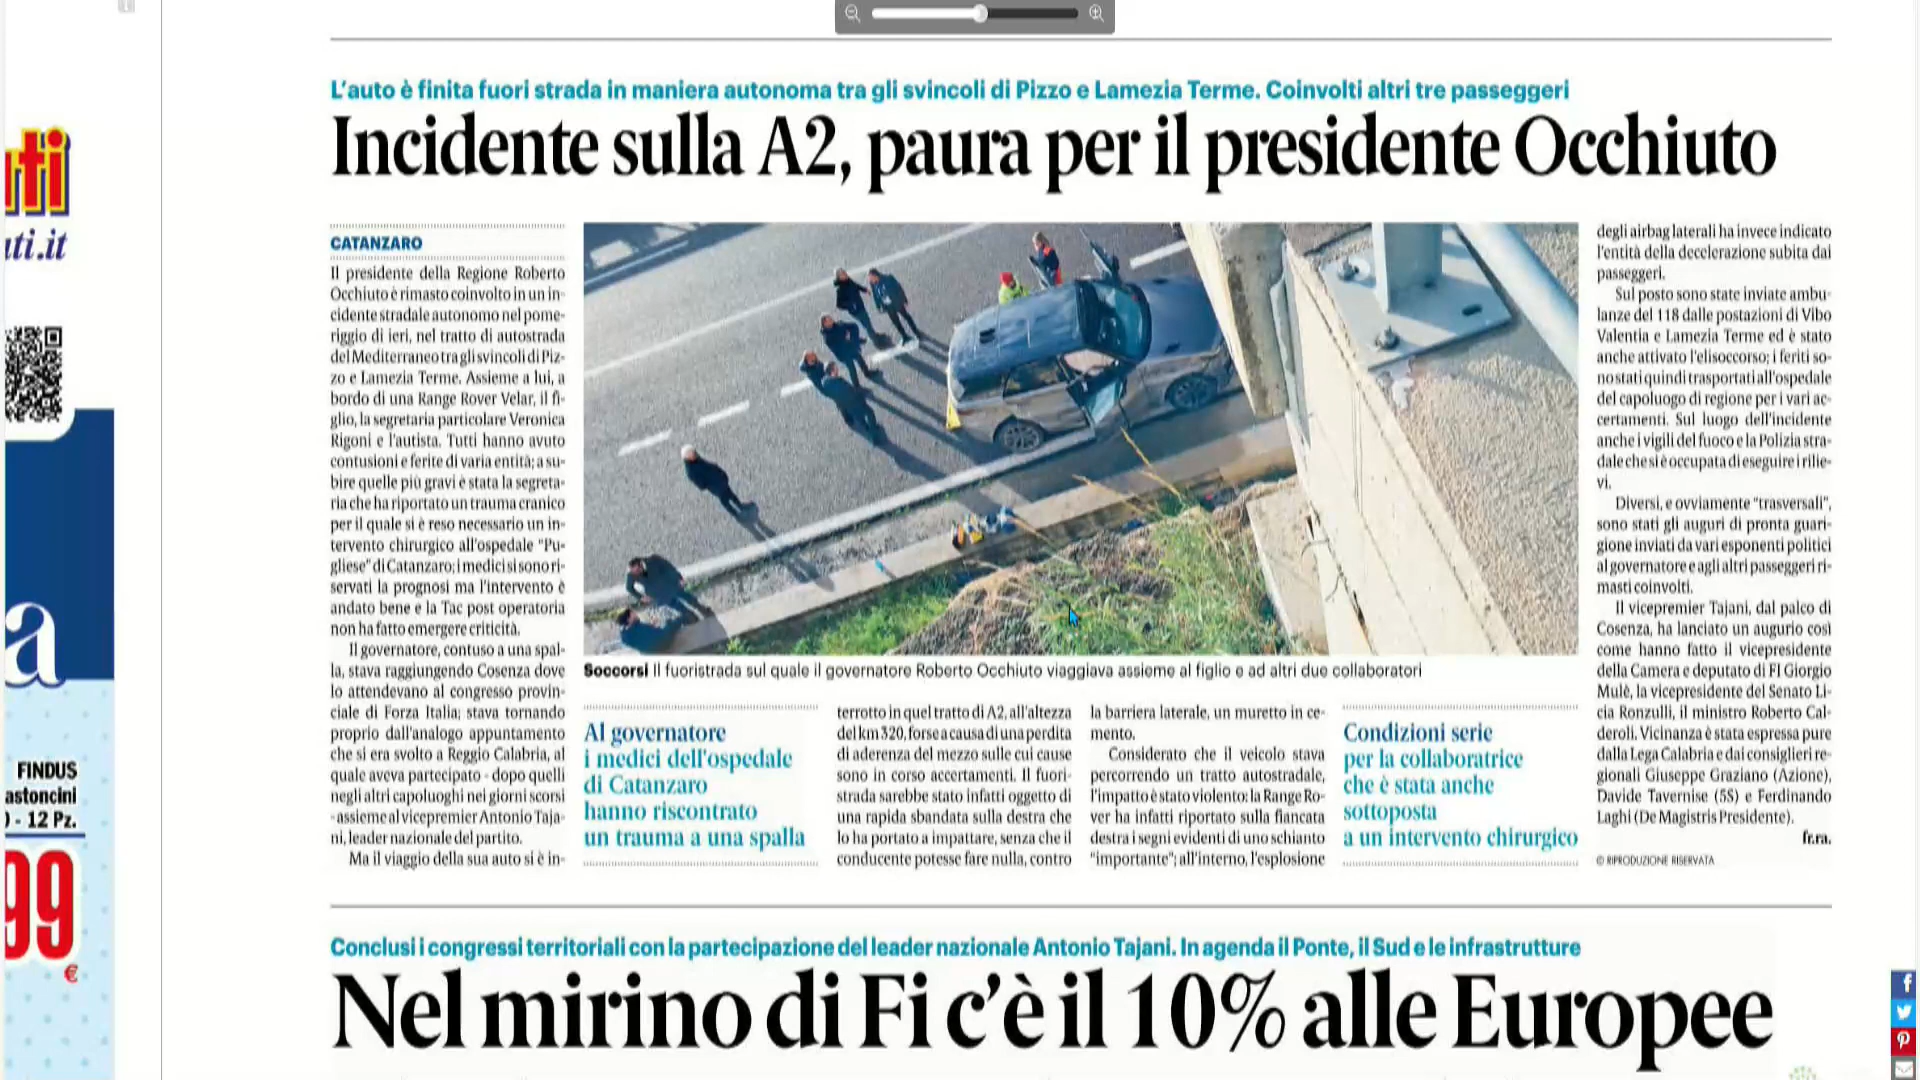 L'auto è finita fuori strada in maniera autonoma tra gli svincoli di Pizzo e Lamezia Terme. Coinvolti altri tre passeggeri
Incidente sulla A2, paura per il presidente Occhiuto
CATANZARO
Il presidente della Regione Roberto
Occhiuto è rimasto coinvolto in un in-
cidente stradale autonomo nel pome-
riggio di ieri, nel tratto di autostrada
del Mediterraneo tra gli svincoli di Piz-
zo e Lamezia Terme. Assieme a lui, a
bordo di una Range Rover Velar, il fi-
glio, la segretaria particolare Veronica
Rigoni e l'autista. Tutti hanno avuto
contusioni e ferite di varia entità; a su-
bire quelle più gravi è stata la segreta-
ria che ha riportato un trauma cranico
per il quale si è reso necessario un in-
tervento chirurgico all'ospedale "Pu-
gliese" di Catanzaro; i medici si sono ri-
servati la prognosi ma l'intervento è
andato bene e la Tac post operatoria
non ha fatto emergere criticità.
Il governatore, contuso a una spal-
la, stava raggiungendo Cosenza dove
lo attendevano al congresso provin-
ciale di Forza Italia; stava tornando
proprio dall'analogo appuntamento
che si era svolto a Reggio Calabria, al
quale aveva partecipato - dopo quelli
negli altri capoluoghi nei giorni scorsi
- assieme al vicepremier Antonio Taja-
ni, leader nazionale del partito.
Ma il viaggio della sua auto si è in-
Soccorsi Il fuoristrada sul quale il governatore Roberto Occhiuto viaggiava assieme al figlio e ad altri due collaboratori
Al governatore
i medici dell'ospedale
di Catanzaro
hanno riscontrato
un trauma a una spalla
terrotto in quel tratto di A2, all'altezza
del km 320, forse a causa di una perdita
di aderenza del mezzo sulle cui cause
sono in corso accertamenti. Il fuori-
strada sarebbe stato infatti oggetto di
una rapida sbandata sulla destra che
lo ha portato a impattare, senza che il
conducente potesse fare nulla, contro
la barriera laterale, un muretto in ce-
mento.
Considerato che il veicolo stava
percorrendo un tratto autostradale,
l'impatto è stato violento: la Range Ro-
ver ha infatti riportato sulla fiancata
destra i segni evidenti di uno schianto
"importante"; all'interno, l'esplosione
Condizioni serie
per la collaboratrice
che è stata anche
sottoposta
a un intervento chirurgico
degli airbag laterali ha invece indicato
l'entità della decelerazione subita dai
passeggeri.
Sul posto sono state inviate ambu-
lanze del 118 dalle postazioni di Vibo
Valentia e Lamezia Terme ed è stato
anche attivato l'elisoccorso; i feriti so-
no stati quindi trasportati all'ospedale
del capoluogo di regione per i vari ac-
certamenti. Sul luogo dell'incidente
anche i vigili del fuoco e la Polizia stra-
dale che si è occupata di eseguire i rilie-
vi.
Diversi, e ovviamente "trasversali",
sono stati gli auguri di pronta guari-
gione inviati da vari esponenti politici
al governatore e agli altri passeggeri ri-
masti coinvolti.
Il vicepremier Tajani, dal palco di
Cosenza, ha lanciato un augurio così
come hanno fatto il vicepresidente
della Camera e deputato di FI Giorgio
Mulè, la vicepresidente del Senato Li-
cia Ronzulli, il ministro Roberto Cal-
deroli. Vicinanza è stata espressa pure
dalla Lega Calabria e dai consiglieri re-
gionali Giuseppe Graziano (Azione),
Davide Tavernise (5S) e Ferdinando
Laghi (De Magistris Presidente).
fr.ra.
© RIPRODUZIONE RISERVATA
Conclusi i congressi territoriali con la partecipazione del leader nazionale Antonio Tajani. In agenda il Ponte, il Sud e le infrastrutture
Nel mirino di Fi c'è il 10% alle Europee
ti.it
a
FINDUS
astoncini
- 12 Pz.
99
€